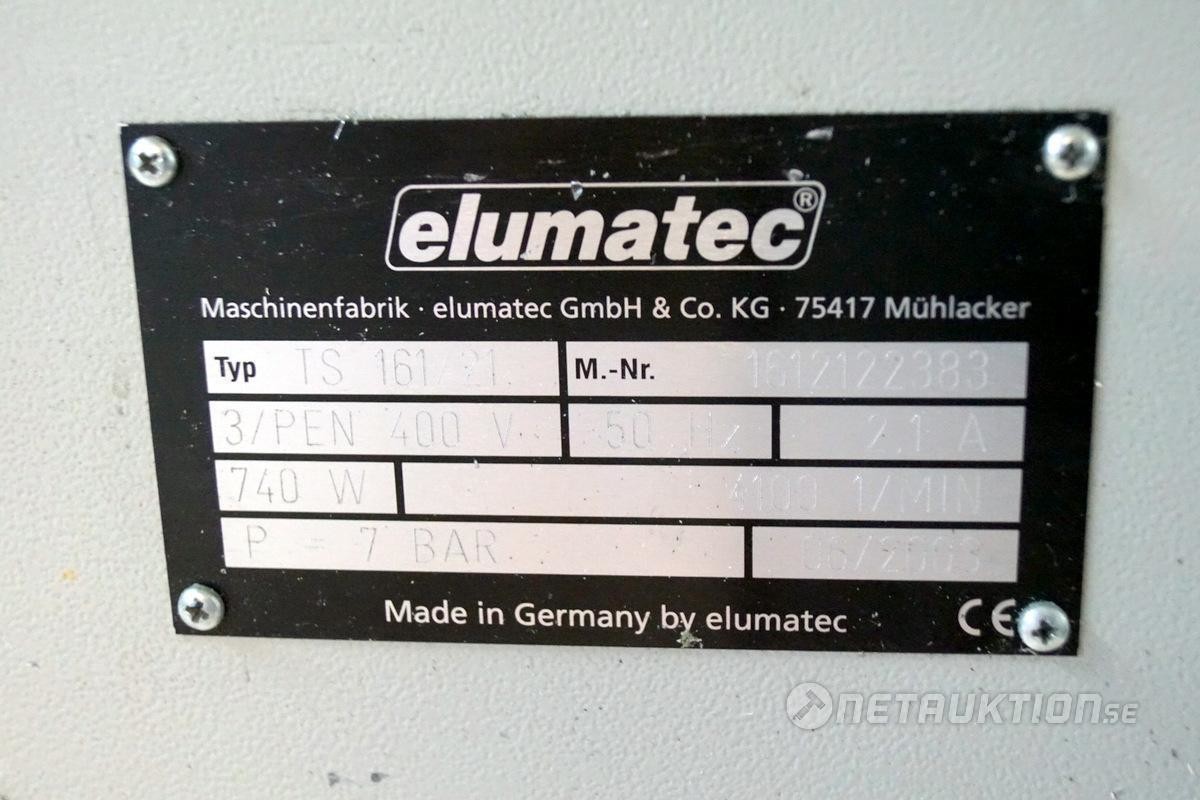 elumatec®
Maschinenfabrik · elumatec GmbH & Co. KG · 75417 Mühlacker
Typ TS 161/21 M.-Nr. 1612122383
3/PEN 400 V 50 Hz 2.1 A
740 W 4100 1/MIN
P = 7 BAR 06/2003
Made in Germany by elumatec CE
NETAUKTION.SE